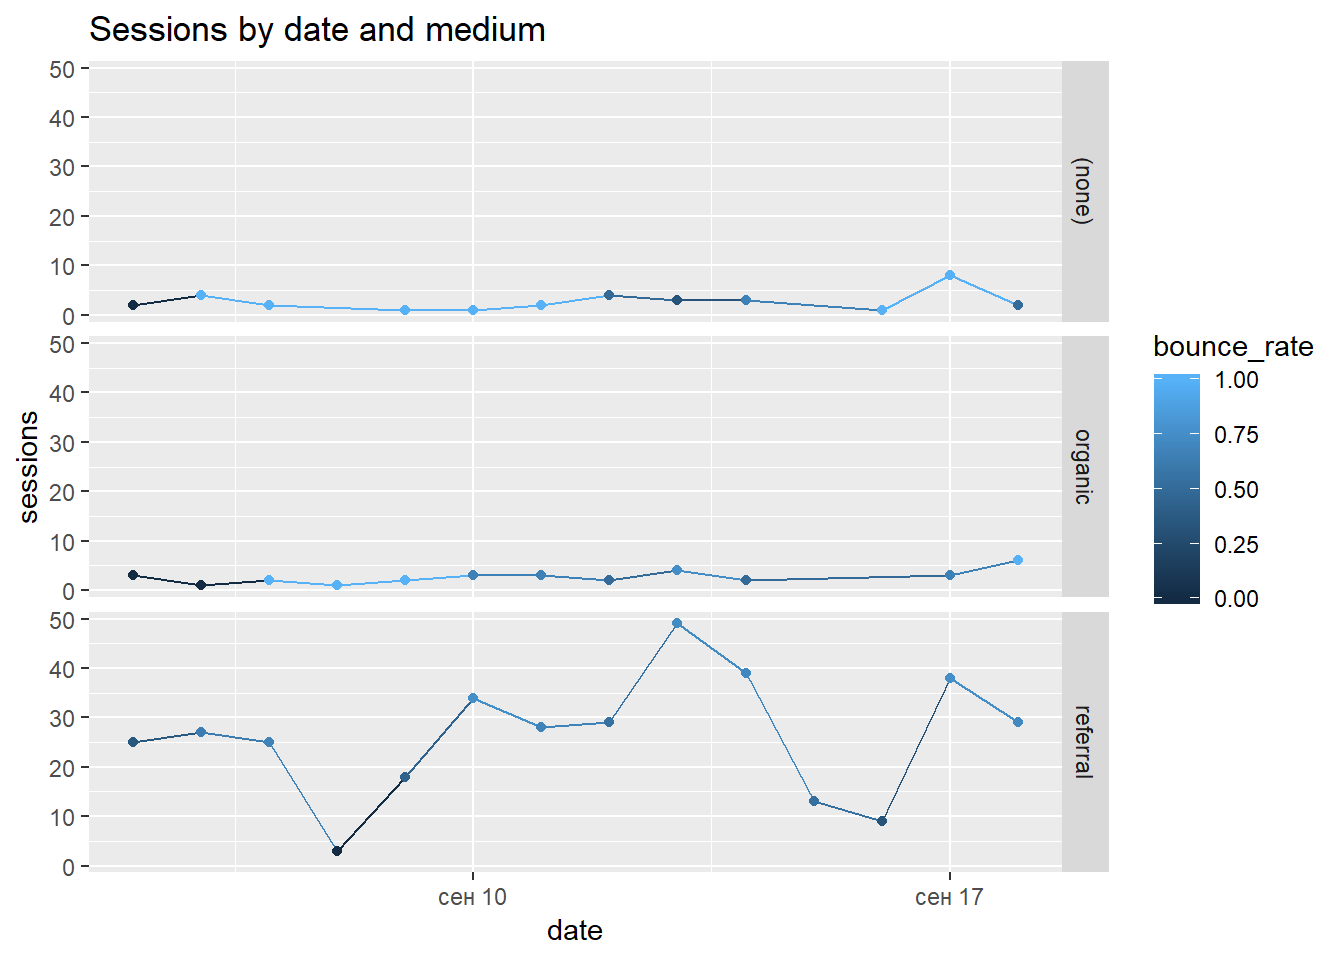 Sessions by date and medium
50
40
30
20
10
0
(none)
50
40
30
20
10
0
organic
50
40
30
20
10
0
referral
sessions
сен 10
сен 17
date
bounce_rate
1.00
0.75
0.50
0.25
0.00